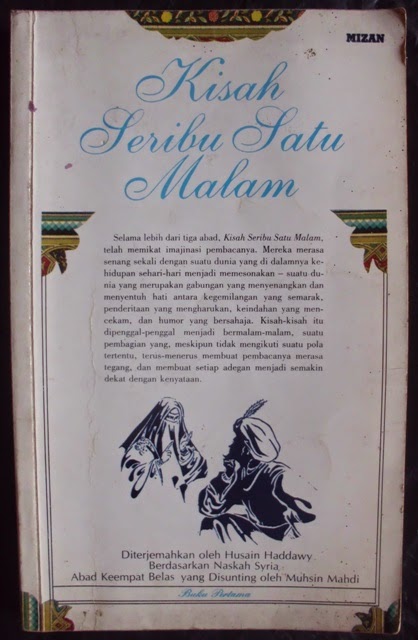 MIZAN
Kisah
Seribu Satu
Malam
Selama lebih dari tiga abad, Kisah Seribu Satu Malam,
telah memikat imajinasi pembacanya. Mereka merasa
senang sekali dengan suatu dunia yang di dalamnya ke-
hidupan sehari-hari menjadi memesonakan – suatu du-
nia yang merupakan gabungan yang menyenangkan dan
menyentuh hati antara kegemilangan yang semarak,
penderitaan yang mengharukan, keindahan yang men-
cekam, dan humor yang bersahaja. Kisah-kisah itu
dipenggal-penggal menjadi bermalam-malam, suatu
pembagian yang, meskipun tidak mengikuti suatu pola
tertentu, terus-menerus membuat pembacanya merasa
tegang, dan membuat setiap adegan menjadi semakin
dekat dengan kenyataan.
Diterjemahkan oleh Husain Haddawy
Berdasarkan Naskah Syria
Abad Keempat Belas yang Disunting oleh Muhsin Mahdi
Buku Pertama